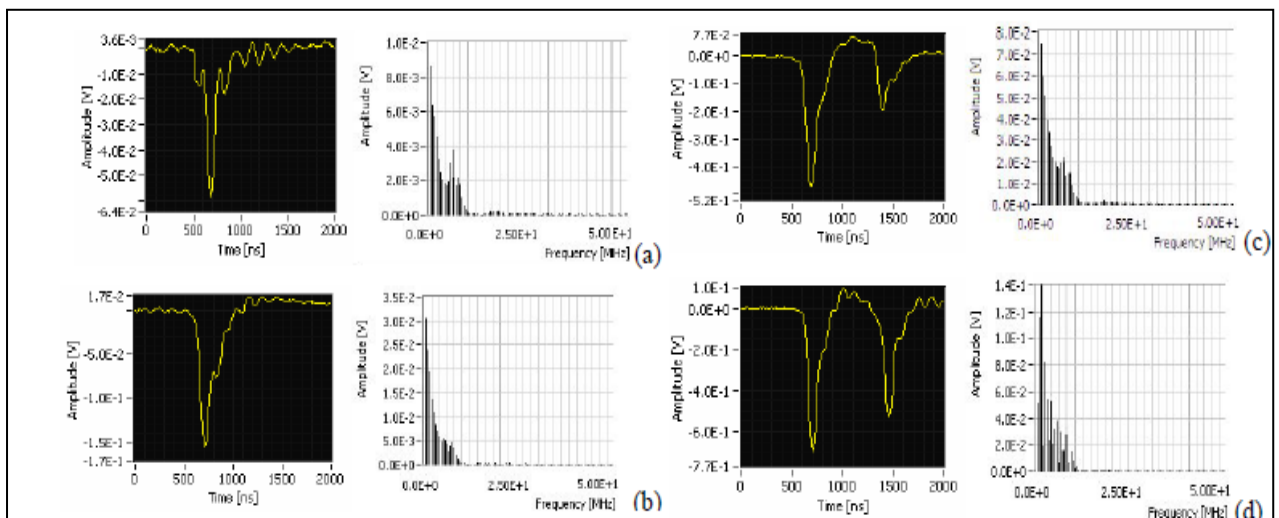 3.6E-3
-1.0E-2
-2.0E-2
-3.0E-2
-4.0E-2
-5.0E-2
-6.4E-2
Amplitude [V]
0 500 1000 1500 2000
Time [ns]
1.0E-2
8.0E-3
6.0E-3
4.0E-3
2.0E-3
0.0E+0
Amplitude [V]
0.0E+0 2.50E+1 5.00E+1
Frequency [MHz]
(a)
7.7E-2
0.0E+0
-1.0E-1
-2.0E-1
-3.0E-1
-4.0E-1
-5.2E-1
Amplitude [V]
0 500 1000 1500 2000
Time [ns]
8.0E-2
7.0E-2
6.0E-2
5.0E-2
4.0E-2
3.0E-2
2.0E-2
1.0E-2
0.0E+0
Amplitude [V]
0.0E+0 2.50E+1 5.00E+1
Frequency [MHz]
(c)
1.7E-2
-5.0E-2
-1.0E-1
-1.5E-1
-1.7E-1
Amplitude [V]
0 500 1000 1500 2000
Time [ns]
3.5E-2
3.0E-2
2.5E-2
2.0E-2
1.5E-2
1.0E-2
5.0E-3
0.0E+0
Amplitude [V]
0.0E+0 2.50E+1 5.00E+1
Frequency [MHz]
(b)
1.0E-1
0.0E+0
-2.0E-1
-4.0E-1
-6.0E-1
-7.7E-1
Amplitude [V]
0 500 1000 1500 2000
Time [ns]
1.4E-1
1.2E-1
1.0E-1
8.0E-2
6.0E-2
4.0E-2
2.0E-2
0.0E+0
Amplitude [V]
0.0E+0 2.50E+1 5.00E+1
Frequency [MHz]
(d)